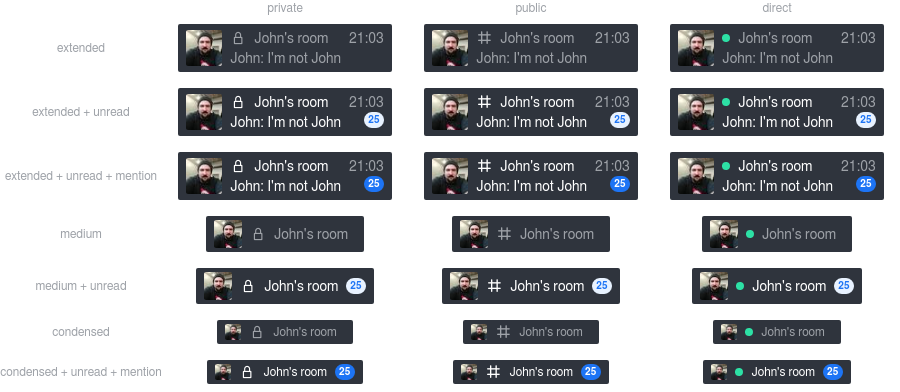 private public direct
extended John's room 21:03 John's room 21:03 John's room 21:03
John: I'm not John John: I'm not John John: I'm not John
extended + unread John's room 21:03 John's room 21:03 John's room 21:03
John: I'm not John 25 John: I'm not John 25 John: I'm not John 25
extended + unread + mention John's room 21:03 John's room 21:03 John's room 21:03
John: I'm not John 25 John: I'm not John 25 John: I'm not John 25
medium John's room John's room John's room
medium + unread John's room 25 John's room 25 John's room 25
condensed John's room John's room John's room
condensed + unread + mention John's room 25 John's room 25 John's room 25